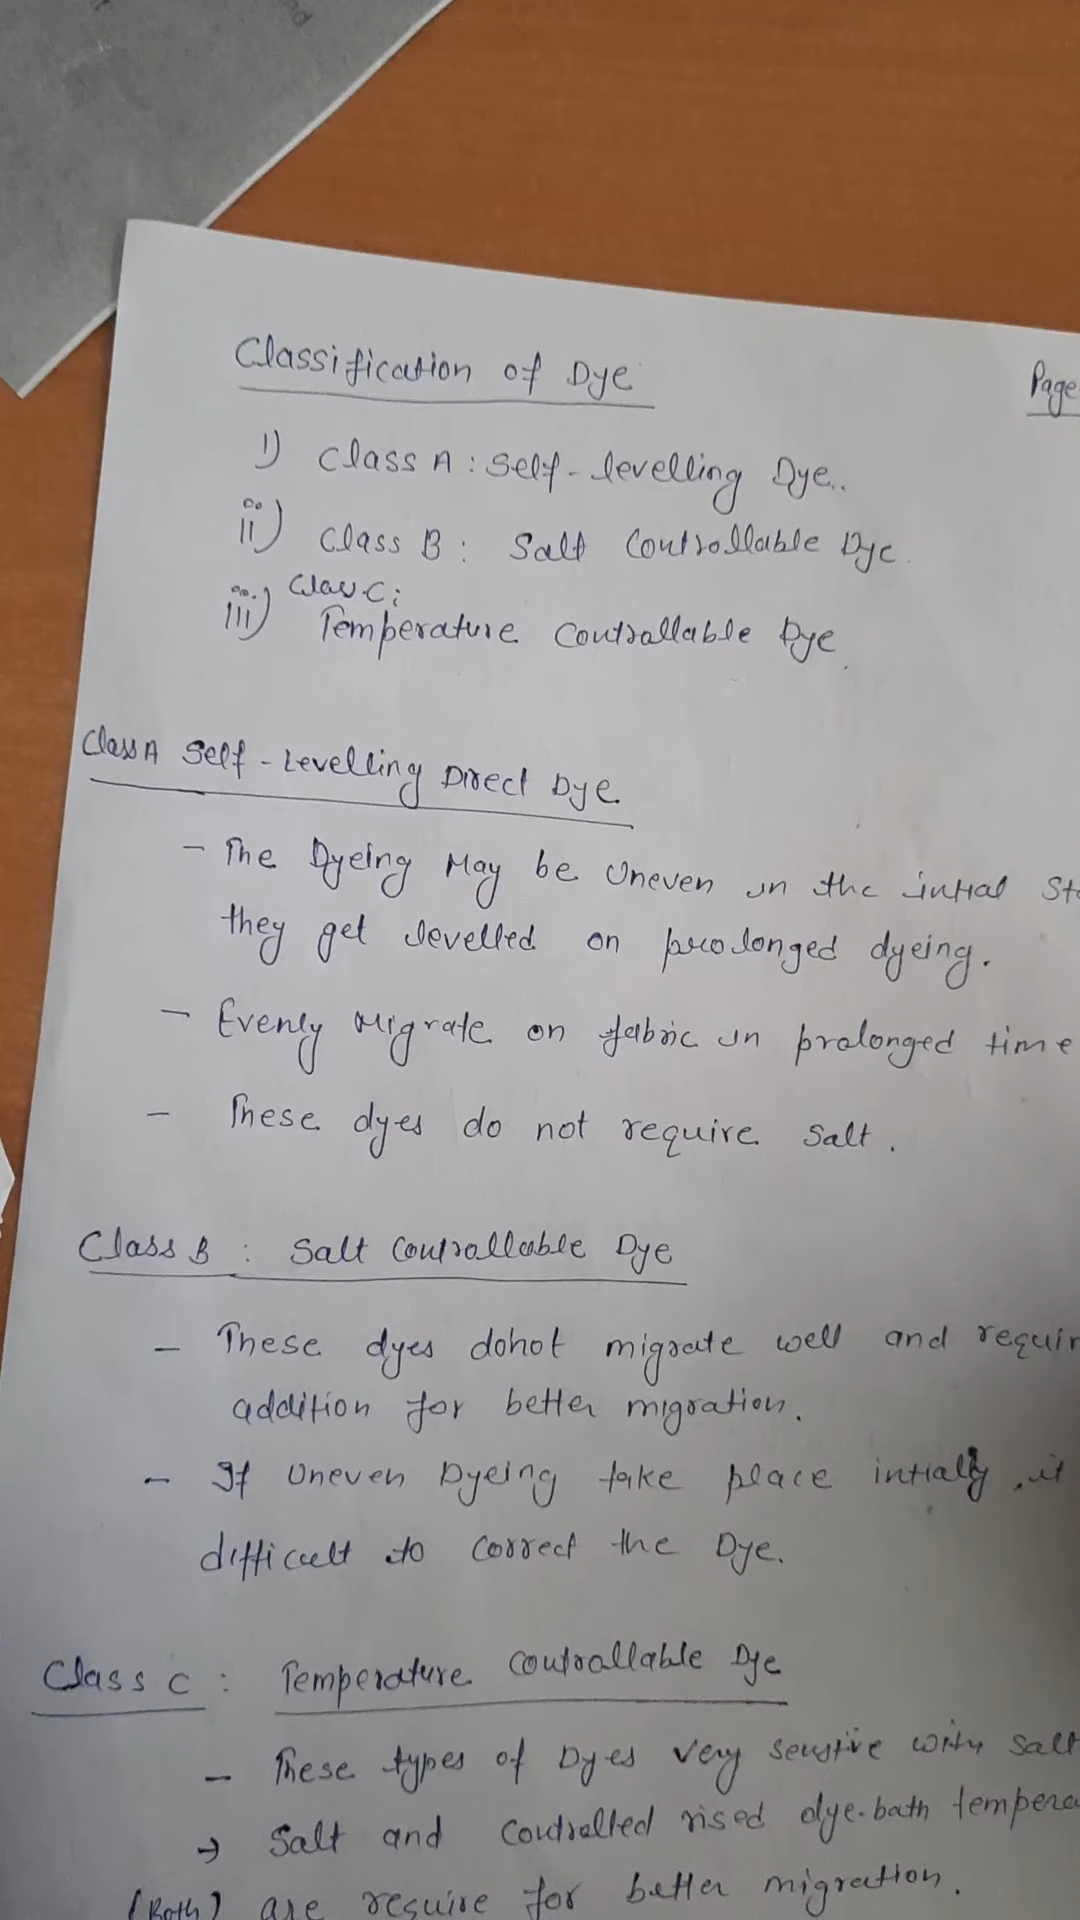 Classification of Dye
Page
i) Class A : Self-levelling Dye..
ii) Class B : Salt Controllable Dye.
iii) Class C :
Temperature Controllable Dye.
Class A Self-Levelling Direct Dye.
- The Dyeing May be Uneven in the intial
they get levelled on prolonged dyeing.
- Evenly Migrate on fabric in prolonged time
- These dyes do not require Salt.
Class B : Salt Controllable Dye
- These dyes donot migrate well and requir
addition for better migration.
- If Uneven Dyeing take place intially, it
difficult to Correct the Dye.
Class C : Temperature Controllable Dye
- These types of Dyes very senstive with salt
→ Salt and Controlled rised dye-bath tempera
(Both) are require for better migration.